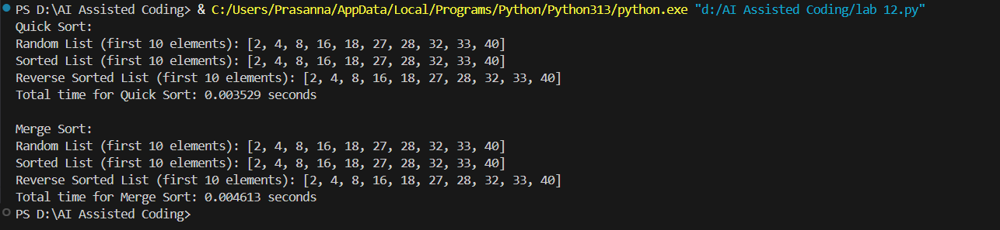 PS D:\AI Assisted Coding> & C:/Users/Prasanna/AppData/Local/Programs/Python/Python313/python.exe "d:/AI Assisted Coding/lab 12.py"
Quick Sort:
Random List (first 10 elements): [2, 4, 8, 16, 18, 27, 28, 32, 33, 40]
Sorted List (first 10 elements): [2, 4, 8, 16, 18, 27, 28, 32, 33, 40]
Reverse Sorted List (first 10 elements): [2, 4, 8, 16, 18, 27, 28, 32, 33, 40]
Total time for Quick Sort: 0.003529 seconds
Merge Sort:
Random List (first 10 elements): [2, 4, 8, 16, 18, 27, 28, 32, 33, 40]
Sorted List (first 10 elements): [2, 4, 8, 16, 18, 27, 28, 32, 33, 40]
Reverse Sorted List (first 10 elements): [2, 4, 8, 16, 18, 27, 28, 32, 33, 40]
Total time for Merge Sort: 0.004613 seconds
PS D:\AI Assisted Coding>